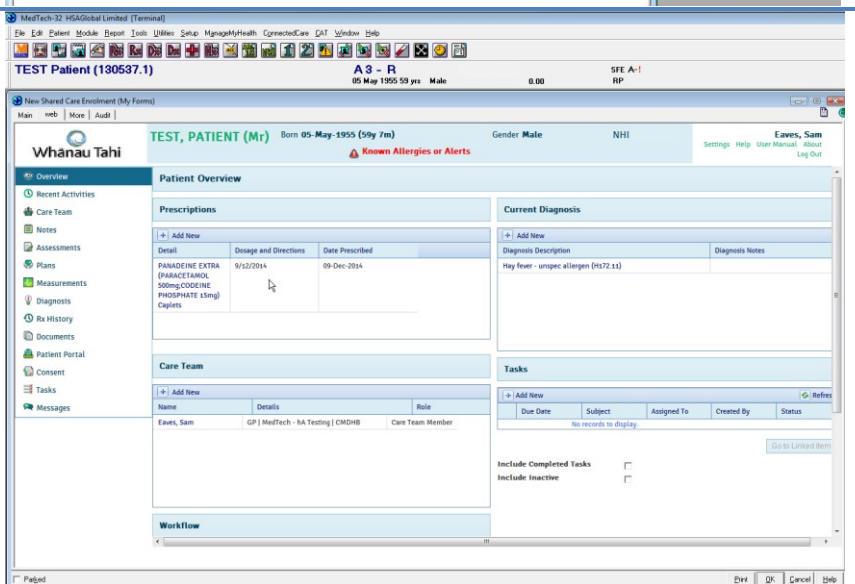 MedTech-32 HSAGlobal Limited [Terminal]
File Edit Patient Module Report Tools Utilities Setup ManageMyHealth ConnectedCare CAT Window Help
TEST Patient (130537.1) A3 - R SFE A-!
05 May 1955 59 yrs Male 0.00 RP
New Shared Care Enrolment (My Forms)
Main web More Audit
Whānau Tahi
TEST, PATIENT (Mr) Born 05-May-1955 (59y 7m) Gender Male NHI Eaves, Sam
Known Allergies or Alerts
Settings Help User Manual About
Log Out
Overview
Recent Activities
Care Team
Notes
Assessments
Plans
Measurements
Diagnosis
Rx History
Documents
Patient Portal
Consent
Tasks
Messages
Patient Overview
Prescriptions
Add New
Detail Dosage and Directions Date Prescribed
PANADEINE EXTRA 9/12/2014 09-Dec-2014
(PARACETAMOL
500mg;CODEINE
PHOSPHATE 15mg)
Caplets
Current Diagnosis
Add New
Diagnosis Description Diagnosis Notes
Hay fever - unspec allergen (H172.11)
Care Team
Add New
Name Details Role
Eaves, Sam GP | MedTech - hA Testing | CMDHB Care Team Member
Tasks
Add New Refres
Due Date Subject Assigned To Created By Status
No records to display.
Go to Linked Item
Include Completed Tasks
Include Inactive
Workflow
Parked Print OK Cancel Help